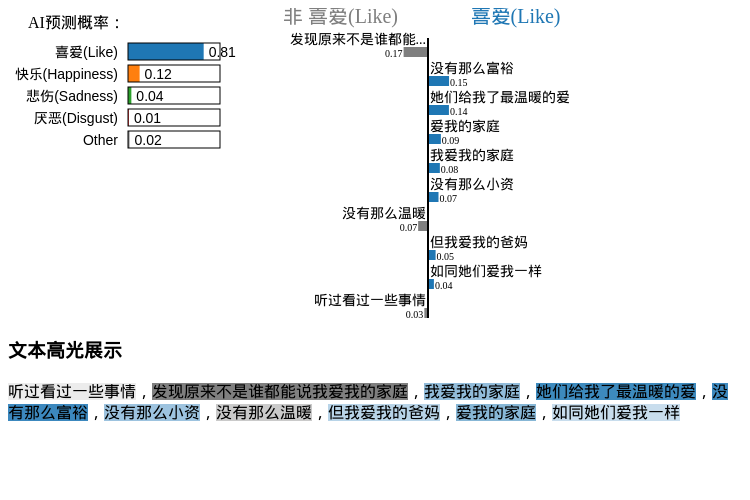 AI预测概率：
喜爱(Like) 0.81
快乐(Happiness) 0.12
悲伤(Sadness) 0.04
厌恶(Disgust) 0.01
Other 0.02
非 喜爱(Like) 喜爱(Like)
发现原来不是谁都能...
0.17
没有那么富裕
0.15
她们给我了最温暖的爱
0.14
爱我的家庭
0.09
我爱我的家庭
0.08
没有那么小资
0.07
没有那么温暖
0.07
但我爱我的爸妈
0.05
如同她们爱我一样
0.04
听过看过一些事情
0.03
文本高光展示
听过看过一些事情，发现原来不是谁都能说我爱我的家庭，我爱我的家庭，她们给我了最温暖的爱，没
有那么富裕，没有那么小资，没有那么温暖，但我爱我的爸妈，爱我的家庭，如同她们爱我一样